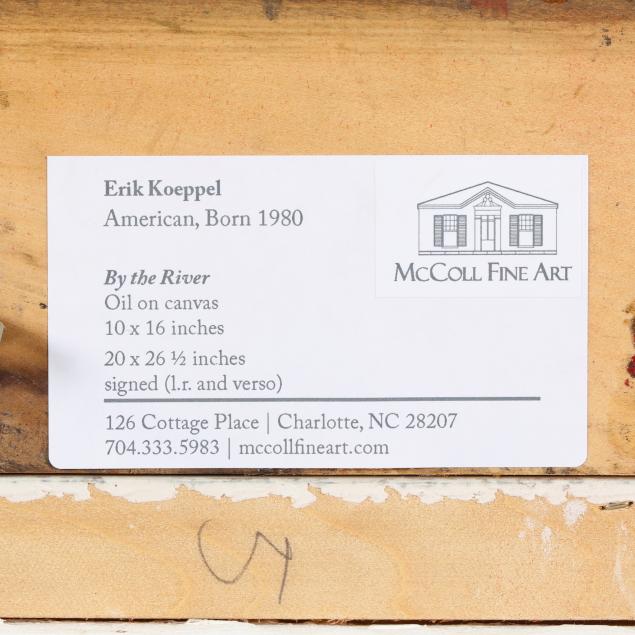 Erik Koeppel
American, Born 1980
McColl Fine Art
By the River
Oil on canvas
10 x 16 inches
20 x 26 ½ inches
signed (l.r. and verso)
126 Cottage Place | Charlotte, NC 28207
704.333.5983 | mccollfineart.com